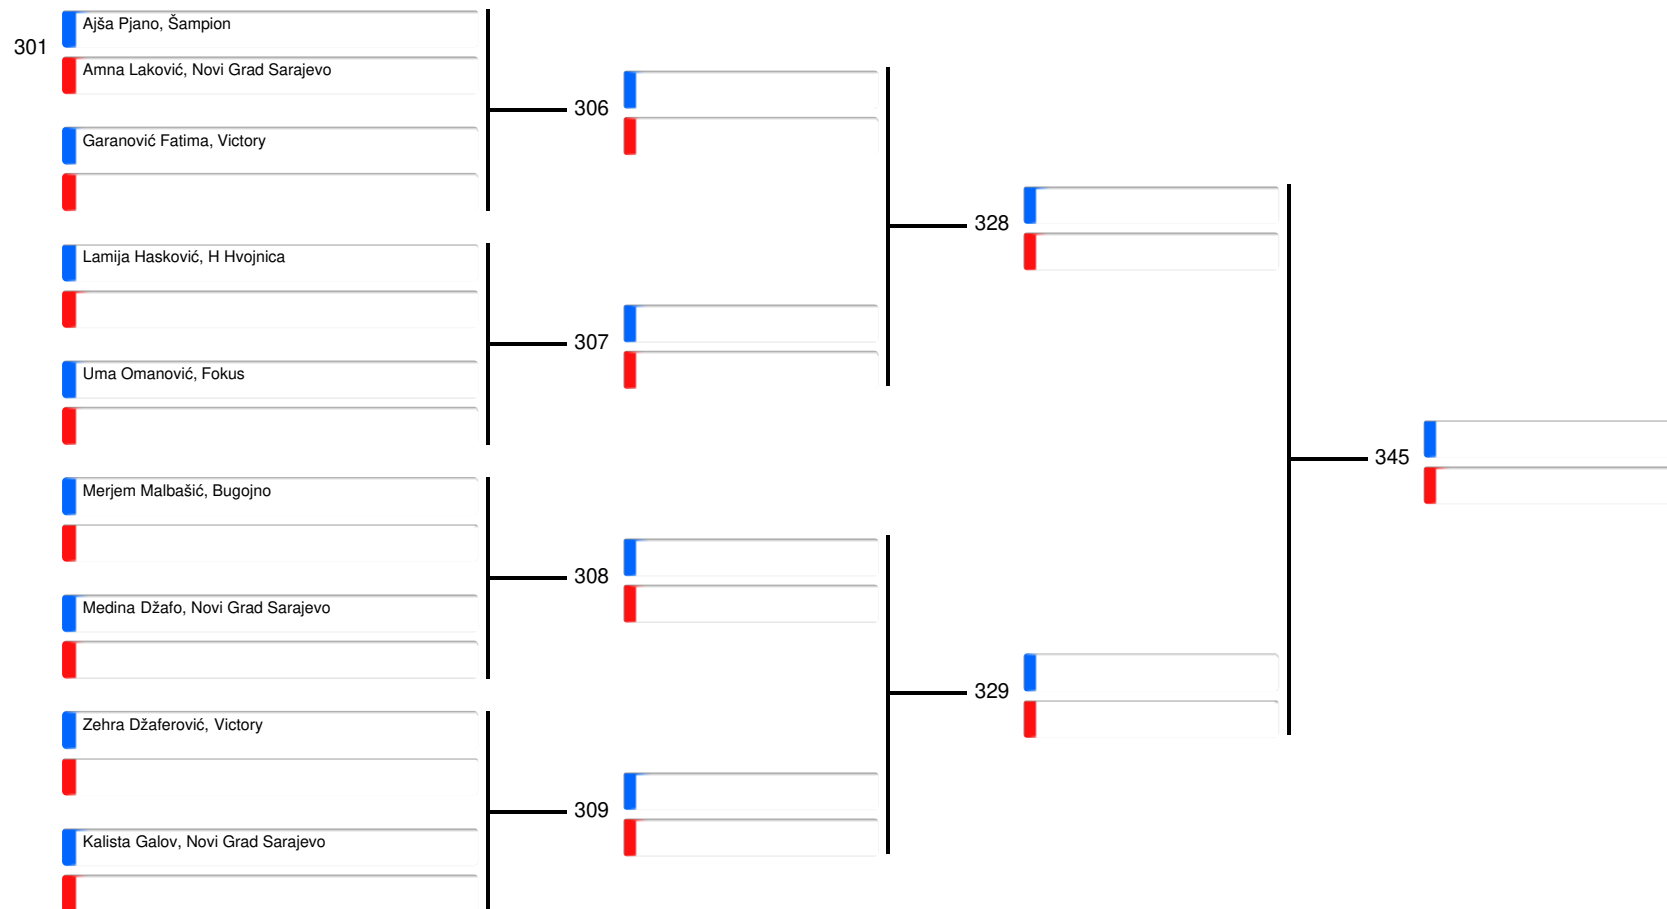 Ajša Pjano, Šampion
301
Amna Laković, Novi Grad Sarajevo
306
Garanović Fatima, Victory
328
Lamija Hasković, H Hvojnica
307
Uma Omanović, Fokus
345
Merjem Malbašić, Bugojno
308
Medina Džafo, Novi Grad Sarajevo
329
Zehra Džaferović, Victory
309
Kalista Galov, Novi Grad Sarajevo